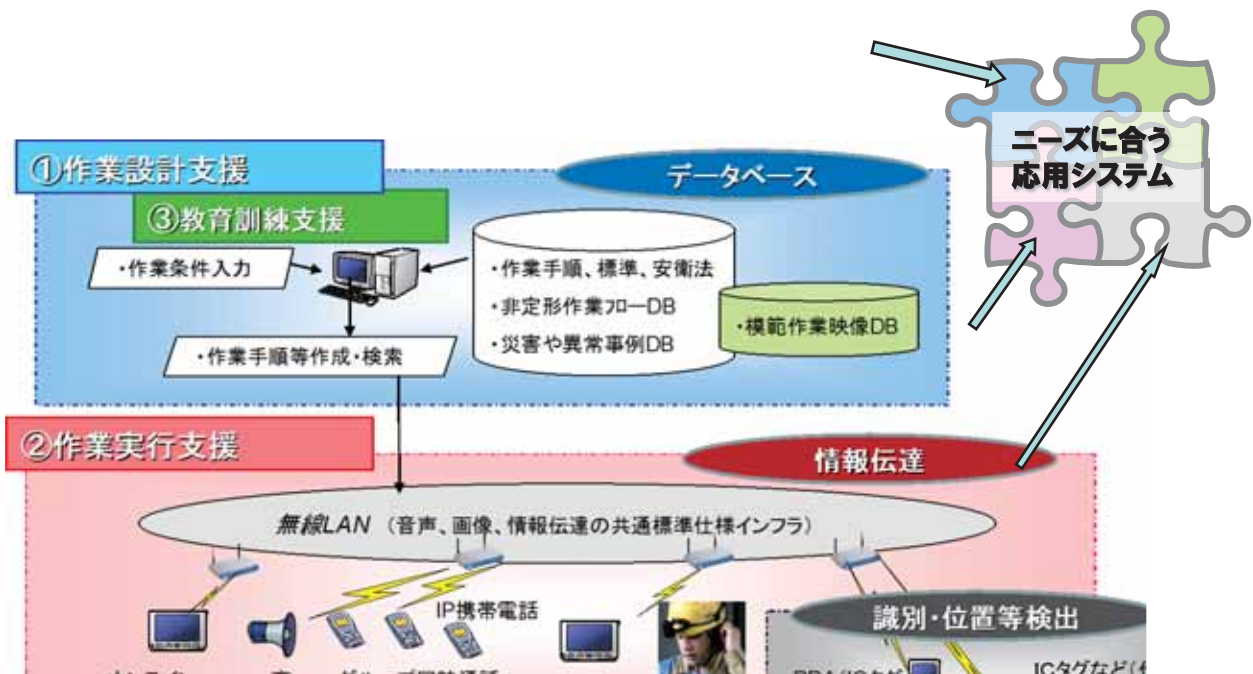 ニーズに合う
応用システム
①作業設計支援
データベース
③教育訓練支援
・作業条件入力
・作業手順、標準、安衛法
・非定形作業フローDB
・災害や異常事例DB
・模範作業映像DB
・作業手順等作成・検索
②作業実行支援
情報伝達
無線LAN（音声、画像、情報伝達の共通標準仕様インフラ）
IP携帯電話
識別・位置等検出
ICタグなど